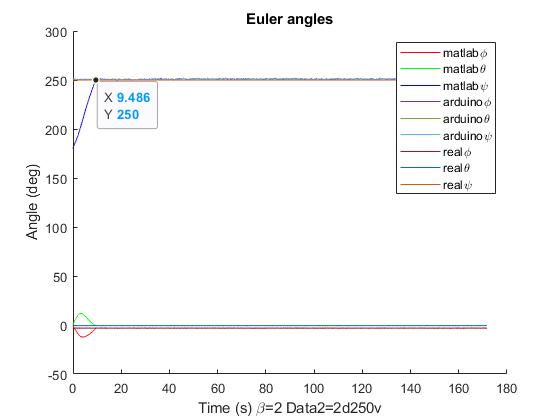 Euler angles
300
250
200
150
100
50
0
-50
Angle (deg)
X 9.486
Y 250
matlab ϕ
matlab θ
matlab ψ
arduino ϕ
arduino θ
arduino ψ
real ϕ
real θ
real ψ
0 20 40 60 80 100 120 140 160 180
Time (s) β=2 Data2=2d250v